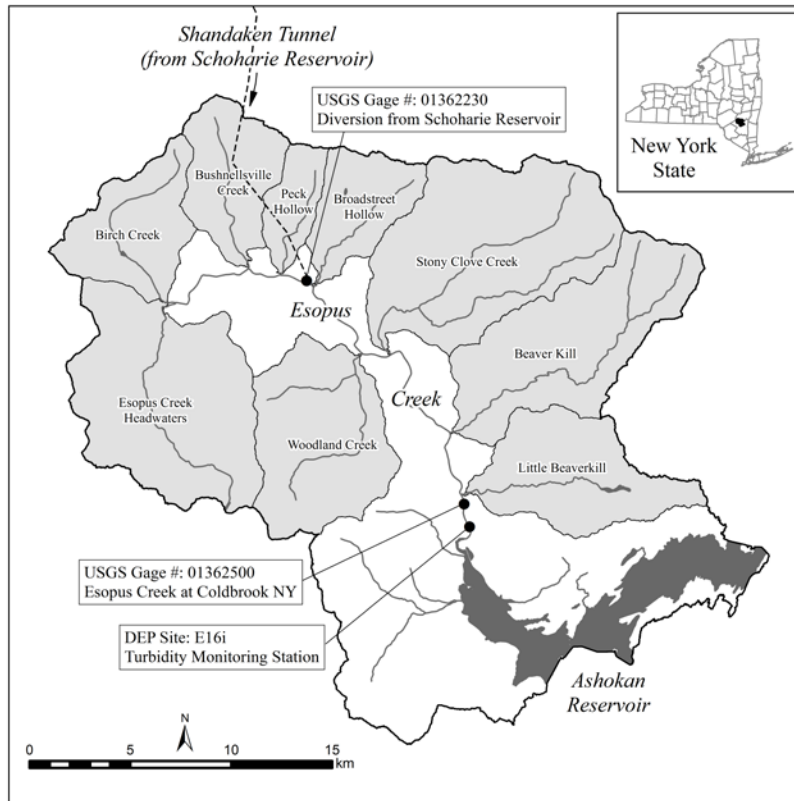 Shandaken Tunnel
(from Schoharie Reservoir)
USGS Gage #: 01362230
Diversion from Schoharie Reservoir
New York
State
Bushnellsville
Creek
Peck
Hollow
Broadstreet
Hollow
Birch Creek
Stony Clove Creek
Esopus
Beaver Kill
Esopus Creek
Headwaters
Creek
Woodland Creek
Little Beaverkill
USGS Gage #: 01362500
Esopus Creek at Coldbrook NY
DEP Site: E16i
Turbidity Monitoring Station
Ashokan
Reservoir
N
0 5 10 15
km